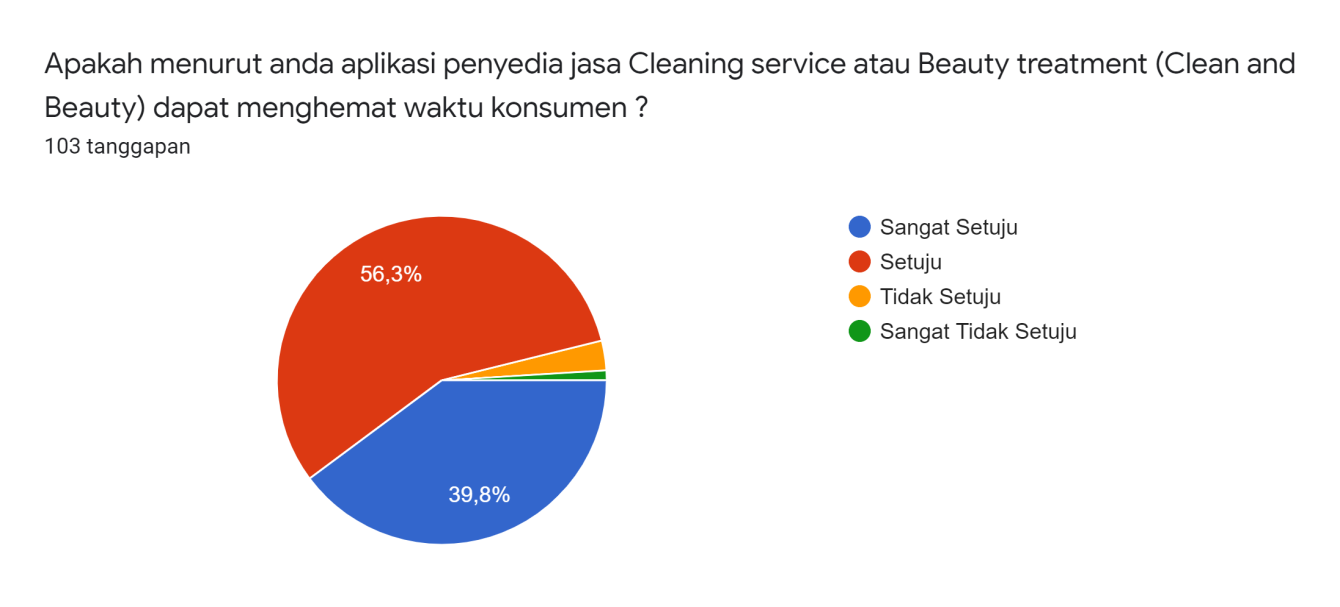 Apakah menurut anda aplikasi penyedia jasa Cleaning service atau Beauty treatment (Clean and
Beauty) dapat menghemat waktu konsumen ?
103 tanggapan
Sangat Setuju
Setuju
Tidak Setuju
Sangat Tidak Setuju
56,3%
39,8%